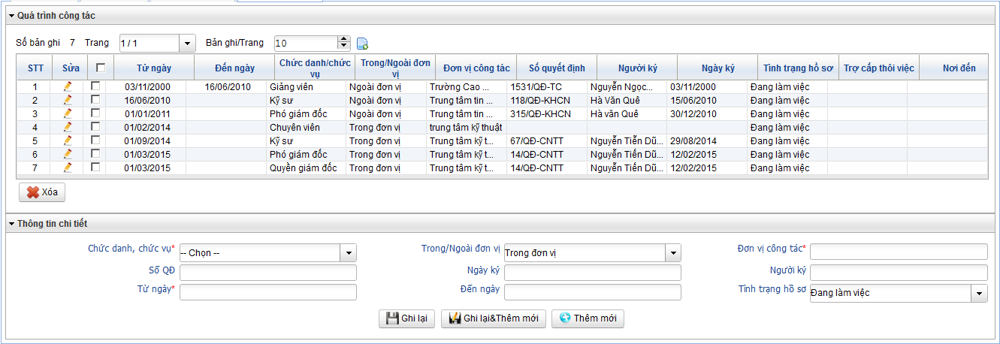 Quá trình công tác
Số bản ghi 7 Trang 1 / 1 Bản ghi/Trang 10
STT Sửa Từ ngày Đến ngày Chức danh/chức vụ Trong/Ngoài đơn vị Đơn vị công tác Số quyết định Người ký Ngày ký Tình trạng hồ sơ Trợ cấp thôi việc Nơi đến
1 03/11/2000 16/06/2010 Giảng viên Ngoài đơn vị Trường Cao ... 1531/QĐ-TC Nguyễn Ngọc... 03/11/2000 Đang làm việc
2 16/06/2010 Kỹ sư Ngoài đơn vị Trung tâm tin ... 118/QĐ-KHCN Hà Văn Quê 15/06/2010 Đang làm việc
3 01/01/2011 Phó giám đốc Ngoài đơn vị Trung tâm tin ... 315/QĐ-KHCN Hà văn Quê 30/12/2010 Đang làm việc
4 01/02/2014 Chuyên viên Trong đơn vị trung tâm kỹ thuật Đang làm việc
5 01/09/2014 Kỹ sư Trong đơn vị Trung tâm kỹ t... 67/QĐ-CNTT Nguyễn Tiến Dũ... 29/08/2014 Đang làm việc
6 01/03/2015 Phó giám đốc Trong đơn vị Trung tâm kỹ t... 14/QĐ-CNTT Nguyễn Tiến Dũ... 12/02/2015 Đang làm việc
7 01/03/2015 Quyền giám đốc Trong đơn vị Trung tâm kỹ t... 14/QĐ-CNTT Nguyễn Tiến Dũ... 12/02/2015 Đang làm việc
Xóa
Thông tin chi tiết
Chức danh, chức vụ* -- Chọn -- Trong/Ngoài đơn vị Trong đơn vị Đơn vị công tác*
Số QĐ Ngày ký Người ký
Từ ngày* Đến ngày Tình trạng hồ sơ Đang làm việc
Ghi lại Ghi lại&Thêm mới Thêm mới